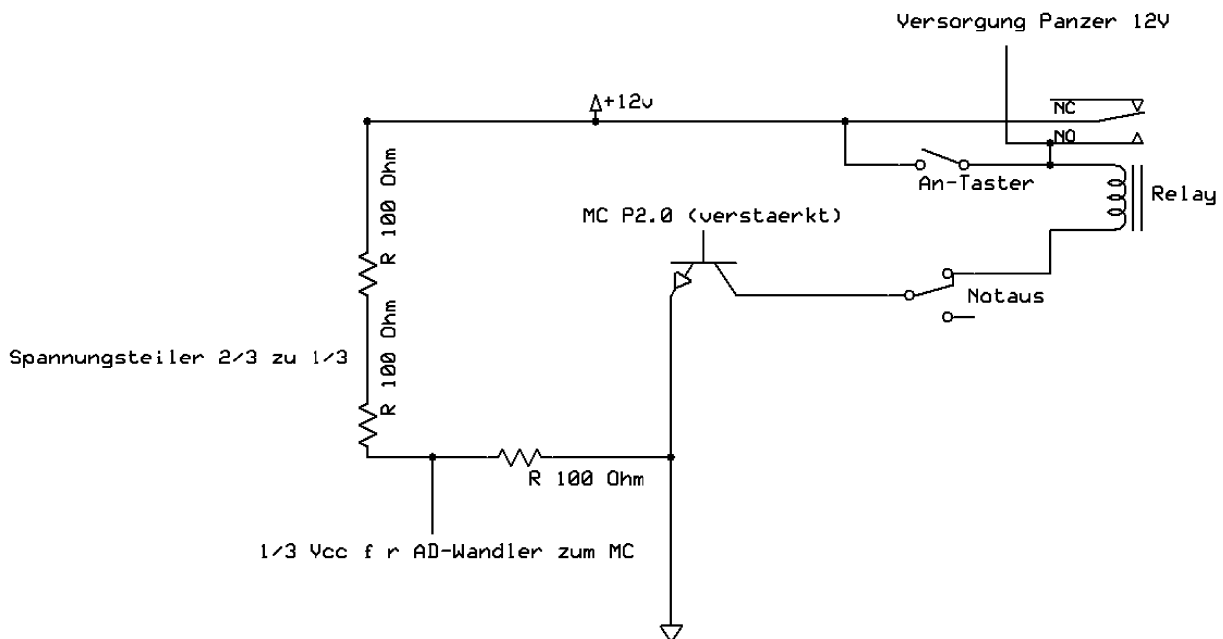 Versorgung Panzer 12V
+12v
NC
NO
An-Taster
Relay
R 100 Ohm
MC P2.0 (verstaerkt)
Notaus
R 100 Ohm
Spannungsteiler 2/3 zu 1/3
R 100 Ohm
1/3 Vcc f r AD-Wandler zum MC